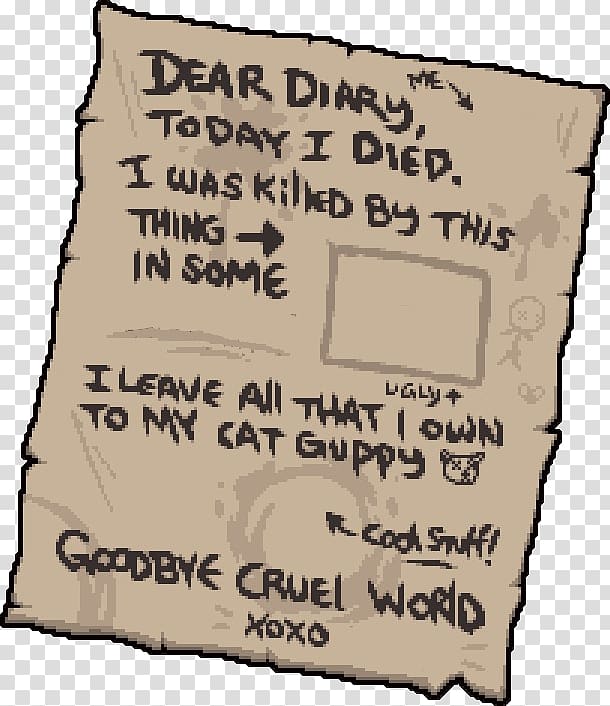 ME
DEAR DIARY,
TODAY I DIED.
I WAS KillED BY THIS
THING
IN SOME
UGLY
I LEAVE All THAT I OWN
TO MY CAT GUPPY
COOL STUFF!
GOODBYE CRUEl WORlD
XOXO